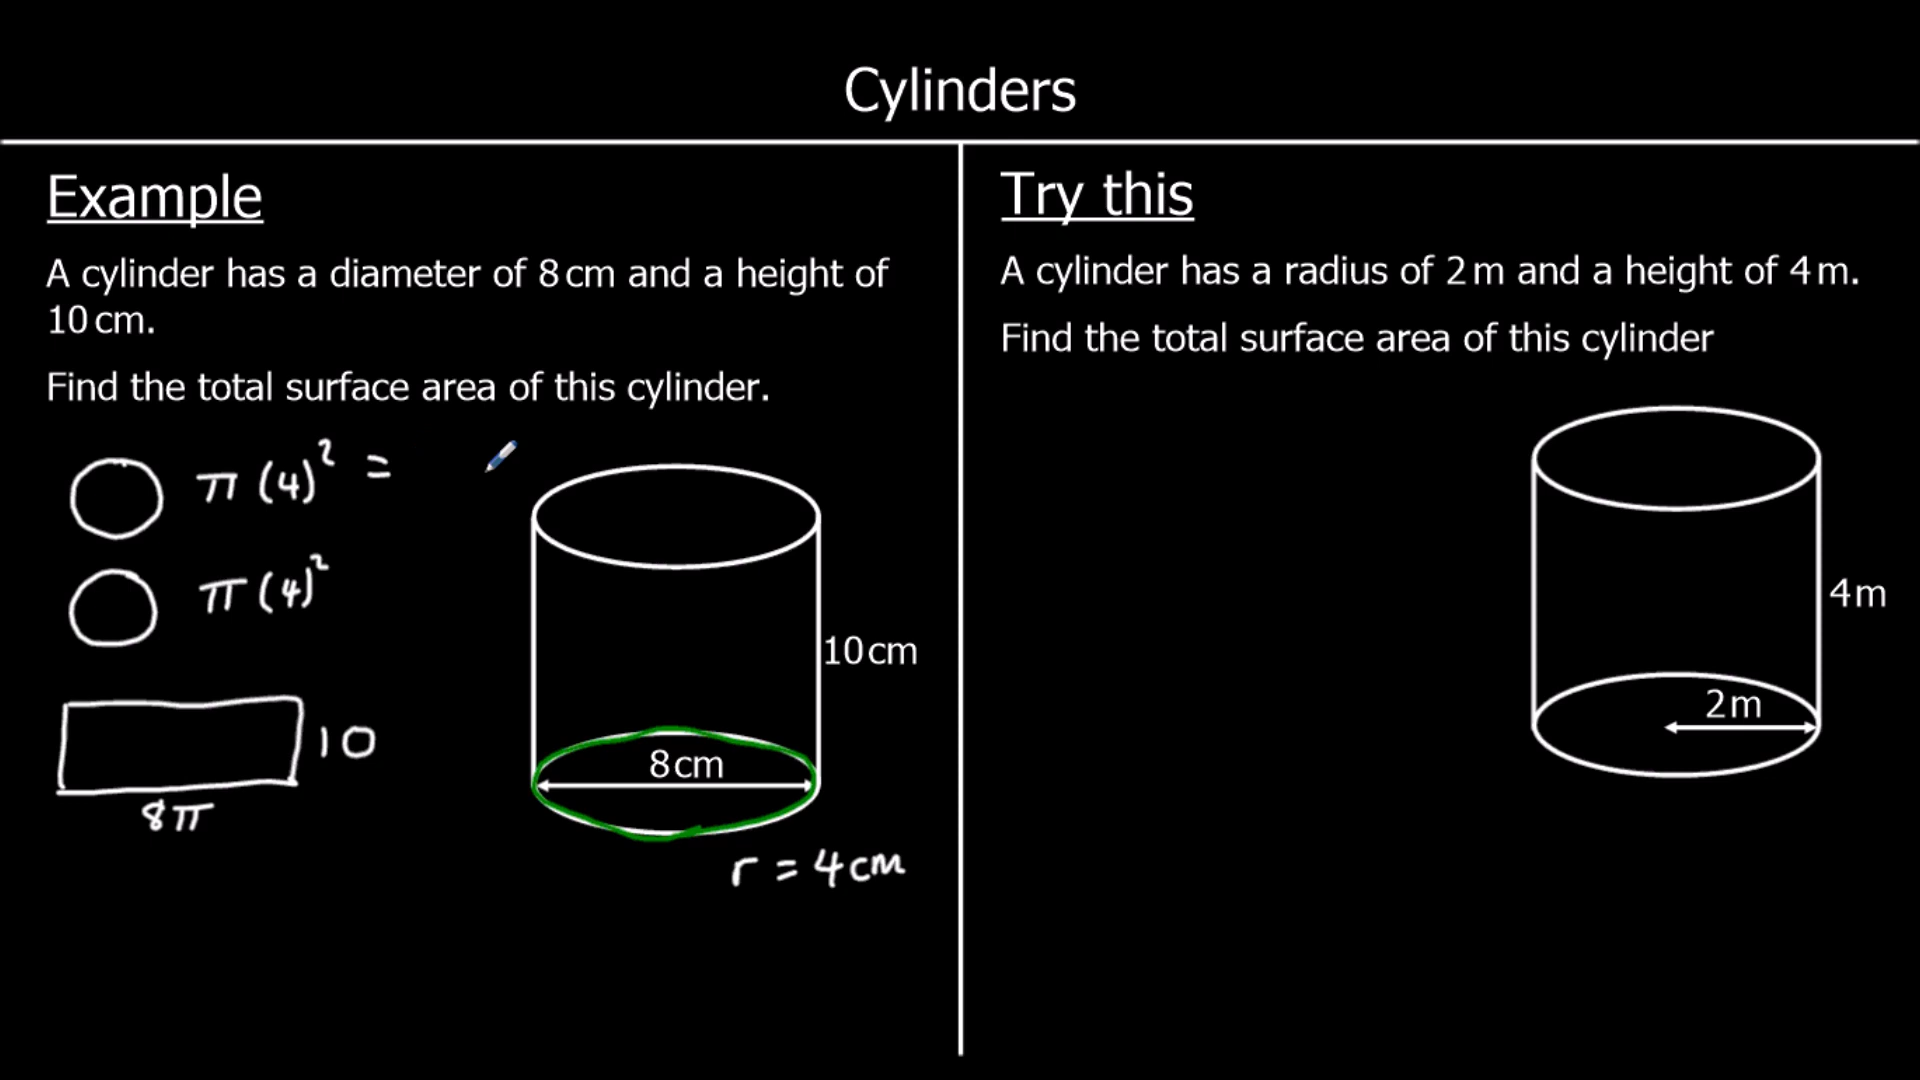 Cylinders
Example
A cylinder has a diameter of 8 cm and a height of
10 cm.
Find the total surface area of this cylinder.
π (4)² =
π (4)²
10
8π
10 cm
8 cm
r = 4cm
Try this
A cylinder has a radius of 2 m and a height of 4 m.
Find the total surface area of this cylinder
4 m
2 m